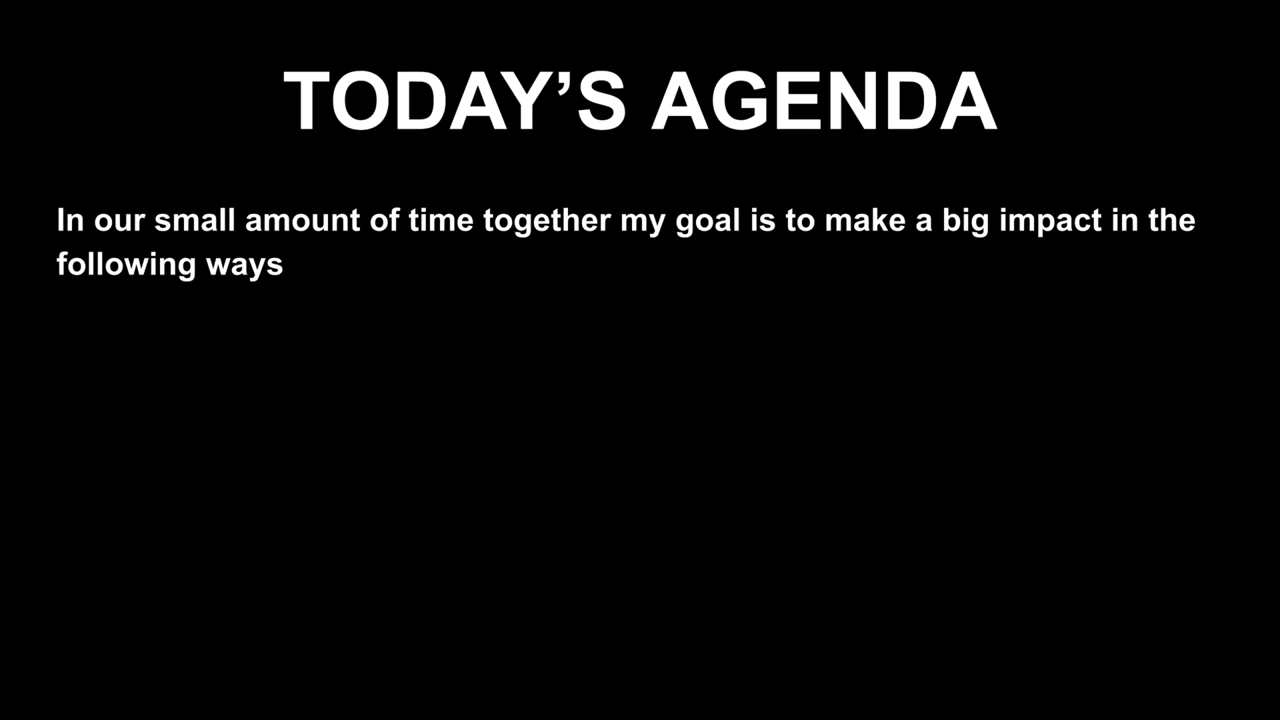 TODAY’S AGENDA
In our small amount of time together my goal is to make a big impact in the
following ways